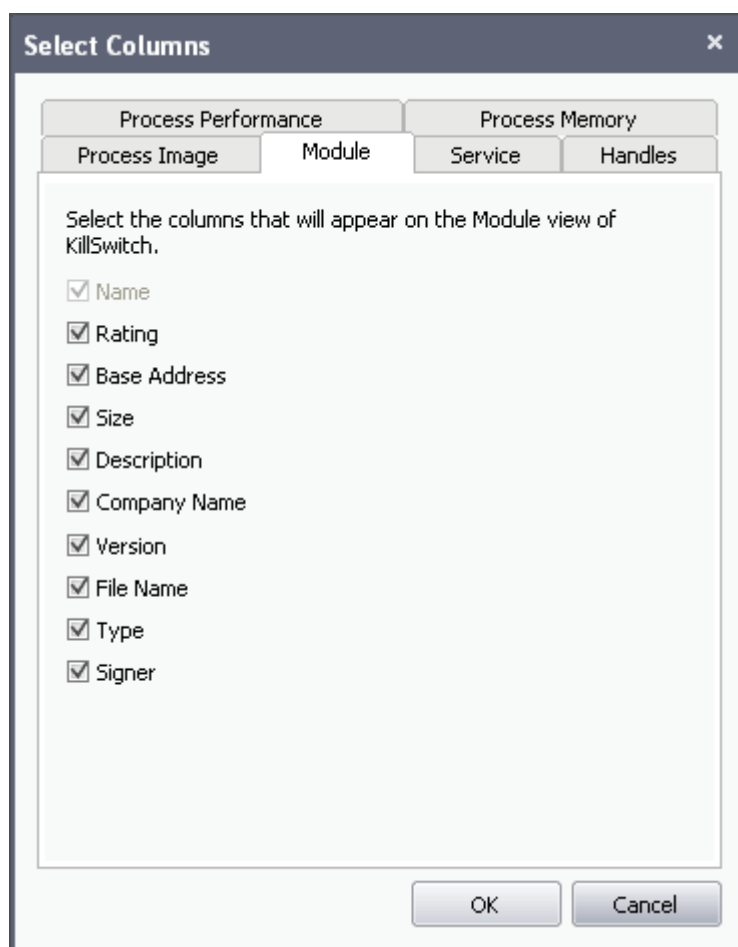 Select Columns
Process Performance
Process Memory
Process Image
Module
Service
Handles
Select the columns that will appear on the Module view of
KillSwitch.
Name
Rating
Base Address
Size
Description
Company Name
Version
File Name
Type
Signer
OK
Cancel